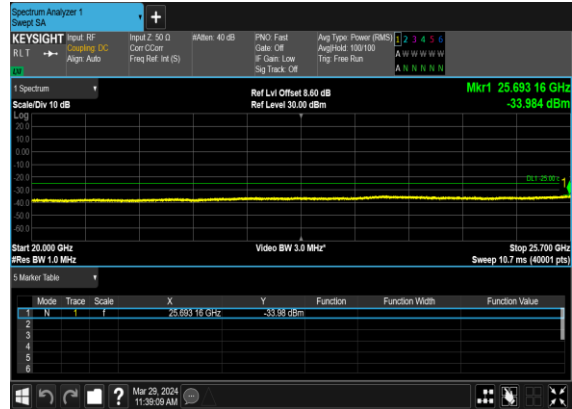 Spectrum Analyzer 1
Swept SA
KEYSIGHT Input: RF Input Z: 50 Ω #Atten: 40 dB PNO: Fast Avg Type: Power (RMS) 1 2 3 4 5 6
RLT Coupling: DC Corr CCorr Gate: Off Avg|Hold: 100/100 A W W W W W
Align: Auto Freq Ref: Int (S) IF Gain: Low Trig: Free Run
Sig Track: Off A N N N N N
1 Spectrum Ref Lvl Offset 8.60 dB Mkr1 25.693 16 GHz
Scale/Div 10 dB Ref Level 30.00 dBm -33.984 dBm
Log
20.0
10.0
0.00
-10.0
-20.0
DL1 -25.00
1
-30.0
-40.0
-50.0
-60.0
Start 20.000 GHz Video BW 3.0 MHz* Stop 25.700 GHz
#Res BW 1.0 MHz Sweep 10.7 ms (40001 pts)
5 Marker Table
Mode Trace Scale X Y Function Function Width Function Value
1 N 1 f 25.693 16 GHz -33.98 dBm
2
3
4
5
6
? Mar 29, 2024
11:39:09 AM